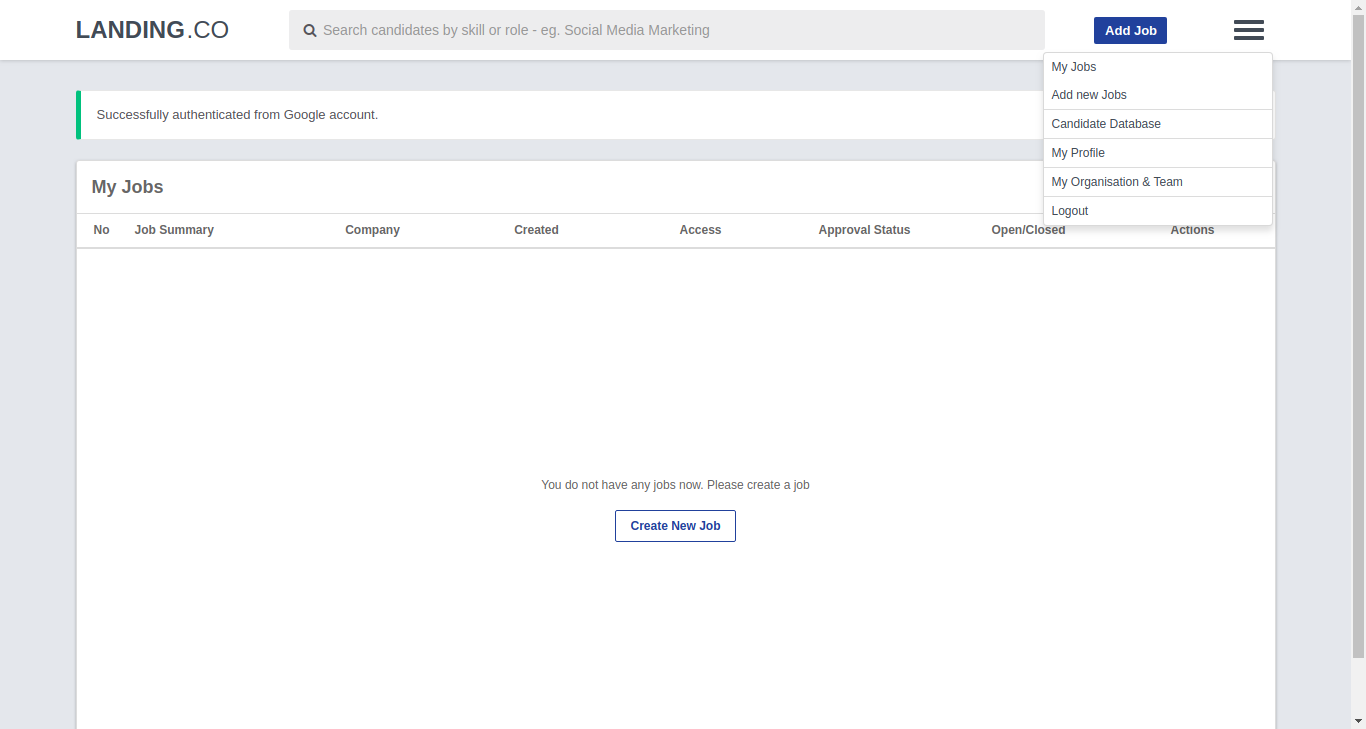 LANDING.CO
Search candidates by skill or role - eg. Social Media Marketing
Add Job
My Jobs
Add new Jobs
Candidate Database
My Profile
My Organisation & Team
Logout
Successfully authenticated from Google account.
My Jobs
No Job Summary Company Created Access Approval Status Open/Closed Actions
You do not have any jobs now. Please create a job
Create New Job